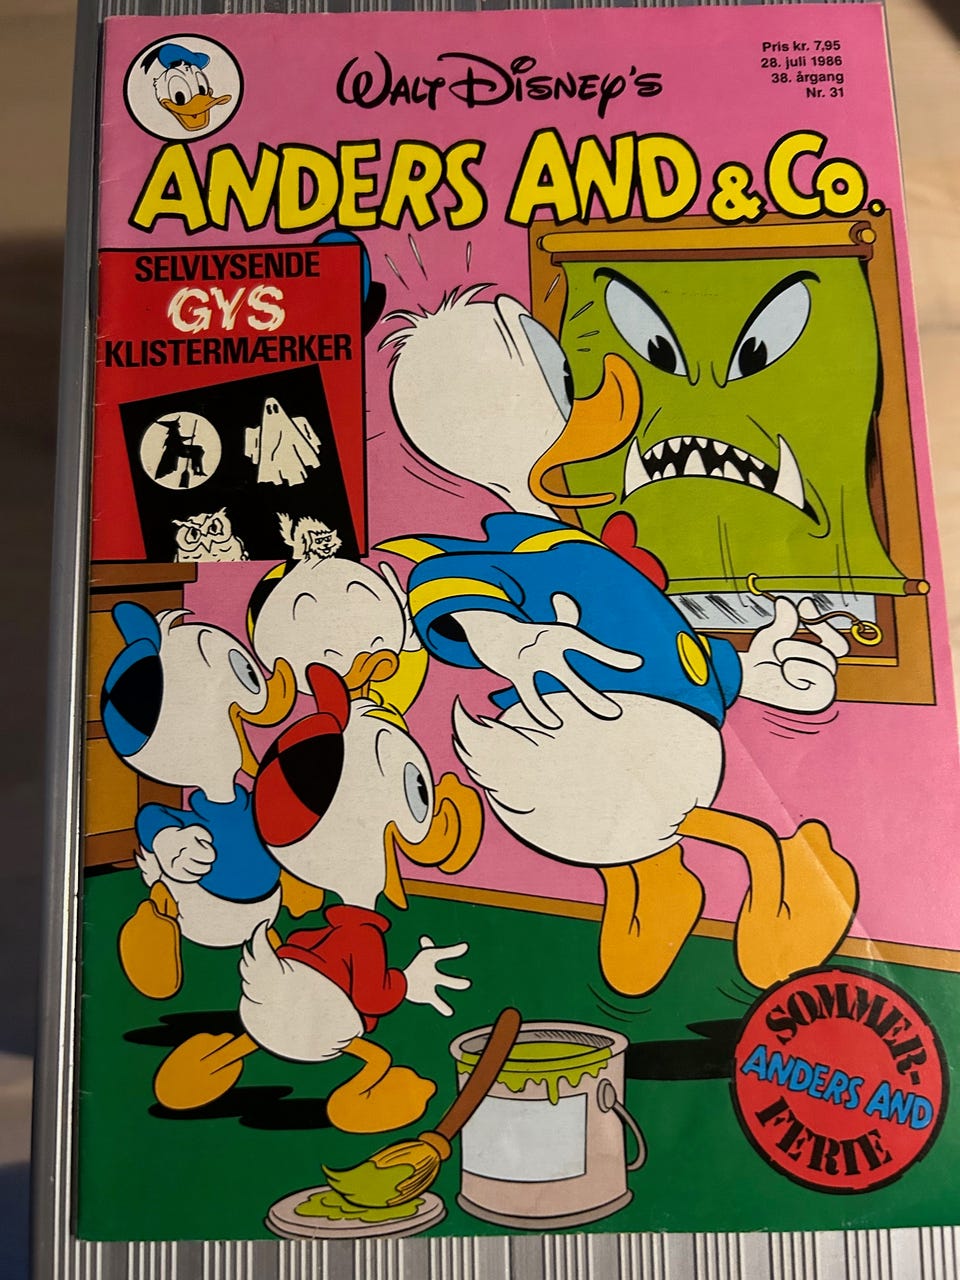 WALT DISNEY'S
Pris kr. 7,95
28. juli 1986
38. årgang
Nr. 31
ANDERS AND & Co.
SELVLYSENDE
GYS
KLISTERMÆRKER
SOMMER-
ANDERS AND
FERIE